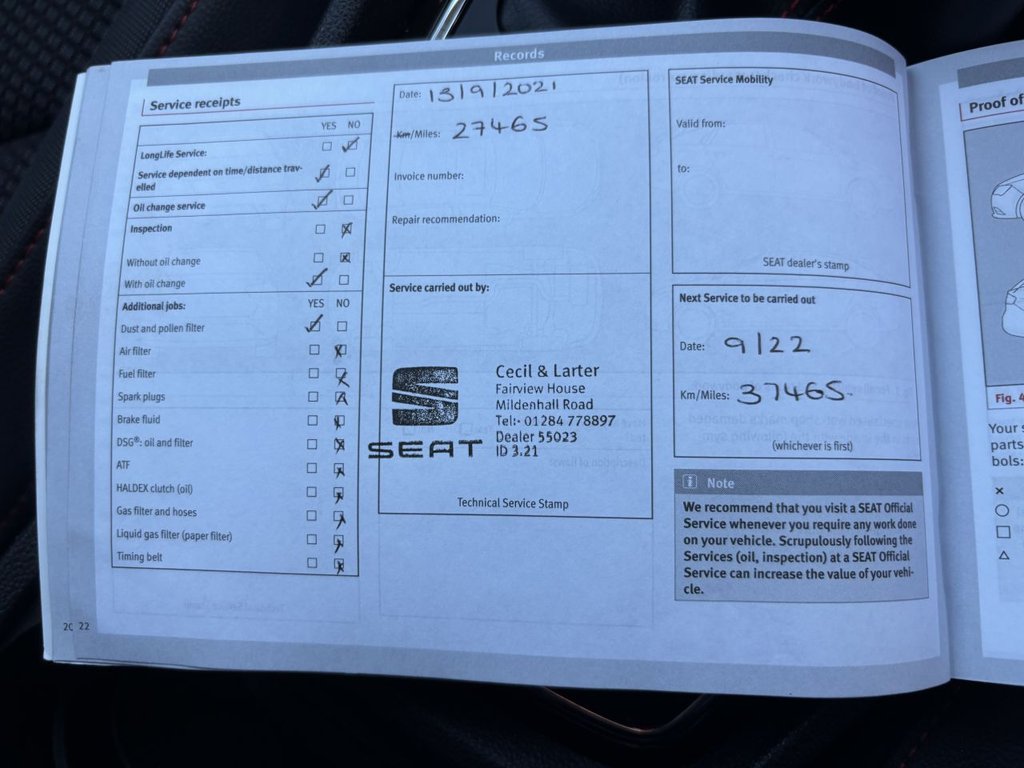 Records
Service receipts
YES NO
LongLife Service:
Service dependent on time/distance trav-
elled
Oil change service
Inspection
Without oil change
With oil change
Additional jobs: YES NO
Dust and pollen filter
Air filter
Fuel filter
Spark plugs
Brake fluid
DSG®: oil and filter
ATF
HALDEX clutch (oil)
Gas filter and hoses
Liquid gas filter (paper filter)
Timing belt
22
Date: 13/9/2021
Km/Miles: 27465
Invoice number:
Repair recommendation:
Service carried out by:
SEAT
Cecil & Larter
Fairview House
Mildenhall Road
Tel:- 01284 778897
Dealer 55023
ID 3.21
Technical Service Stamp
SEAT Service Mobility
Valid from:
to:
SEAT dealer's stamp
Next Service to be carried out
Date: 9/22
Km/Miles: 37465
(whichever is first)
i Note
We recommend that you visit a SEAT Official
Service whenever you require any work done
on your vehicle. Scrupulously following the
Services (oil, inspection) at a SEAT Official
Service can increase the value of your vehi-
cle.
Proof of
Fig. 4
Your s
parts
bols: